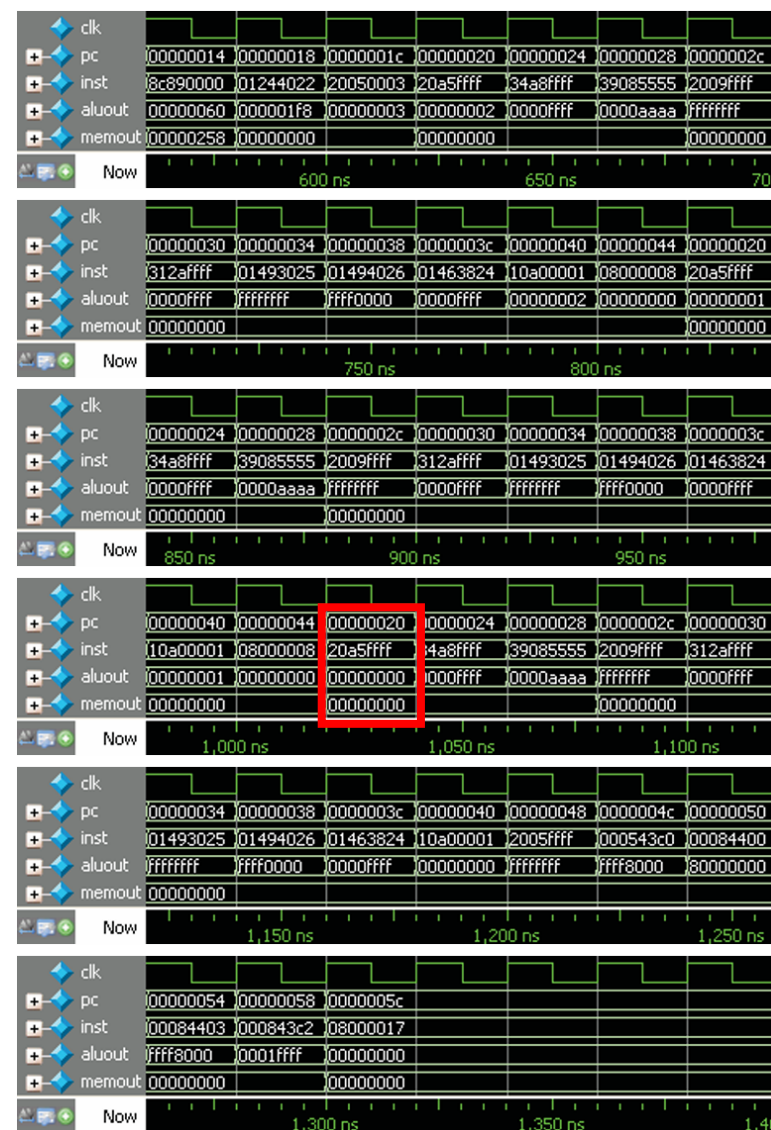 clk
pc 00000014 00000018 0000001c 00000020 00000024 00000028 0000002c
inst 8c890000 01244022 20050003 20a5ffff 34a8ffff 39085555 2009ffff
aluout 00000060 000001f8 00000003 00000002 0000ffff 0000aaaa ffffffff
memout 00000258 00000000 00000000 00000000
Now 600 ns 650 ns 70
clk
pc 00000030 00000034 00000038 0000003c 00000040 00000044 00000020
inst 312affff 01493025 01494026 01463824 10a00001 08000008 20a5ffff
aluout 0000ffff ffffffff ffff0000 0000ffff 00000002 00000000 00000001
memout 00000000 00000000
Now 750 ns 800 ns
clk
pc 00000024 00000028 0000002c 00000030 00000034 00000038 0000003c
inst 34a8ffff 39085555 2009ffff 312affff 01493025 01494026 01463824
aluout 0000ffff 0000aaaa ffffffff 0000ffff ffffffff ffff0000 0000ffff
memout 00000000 00000000
Now 850 ns 900 ns 950 ns
clk
pc 00000040 00000044 00000020 00000024 00000028 0000002c 00000030
inst 10a00001 08000008 20a5ffff 34a8ffff 39085555 2009ffff 312affff
aluout 00000001 00000000 00000000 0000ffff 0000aaaa ffffffff 0000ffff
memout 00000000 00000000 00000000
Now 1,000 ns 1,050 ns 1,100 ns
clk
pc 00000034 00000038 0000003c 00000040 00000048 0000004c 00000050
inst 01493025 01494026 01463824 10a00001 2005ffff 000543c0 00084400
aluout ffffffff ffff0000 0000ffff 00000000 ffffffff ffff8000 80000000
memout 00000000
Now 1,150 ns 1,200 ns 1,250 ns
clk
pc 00000054 00000058 0000005c
inst 00084403 000843c2 08000017
aluout ffff8000 0001ffff 00000000
memout 00000000 00000000
Now 1,300 ns 1,350 ns 1,4